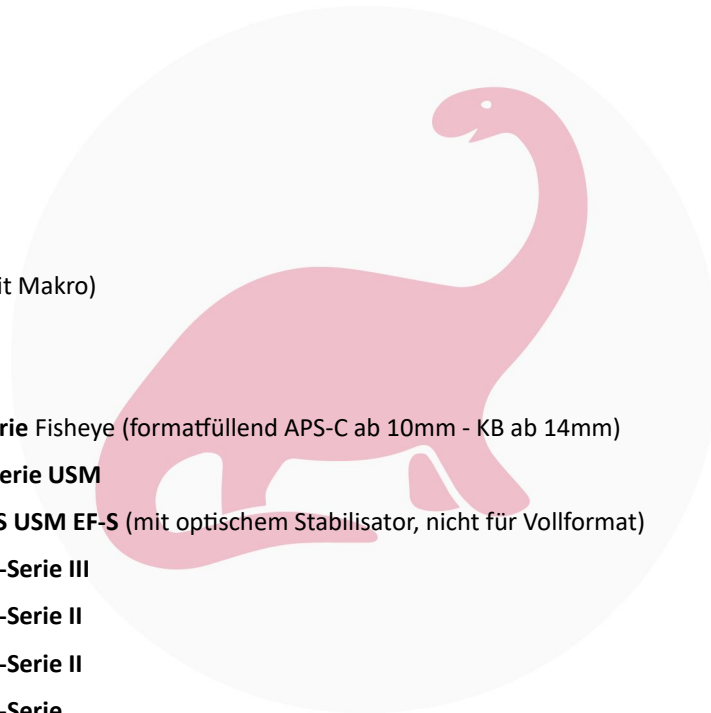 it Makro)
rie Fisheye (formatfüllend APS-C ab 10mm - KB ab 14mm)
erie USM
S USM EF-S (mit optischem Stabilisator, nicht für Vollformat)
-Serie III
-Serie II
-Serie II
-Serie